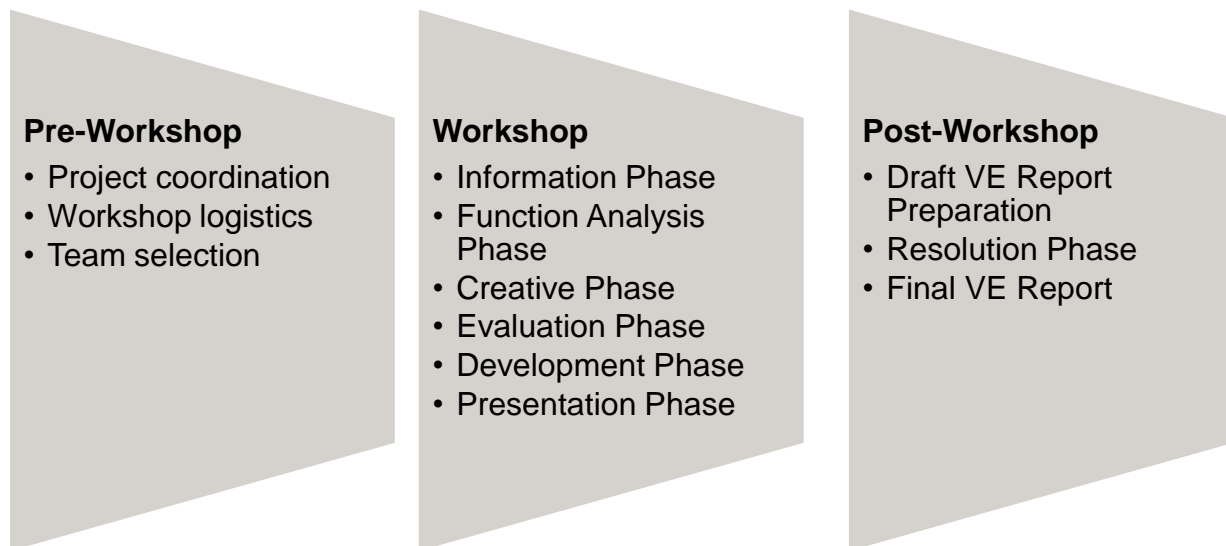 Pre-Workshop
• Project coordination
• Workshop logistics
• Team selection
Workshop
• Information Phase
• Function Analysis
Phase
• Creative Phase
• Evaluation Phase
• Development Phase
• Presentation Phase
Post-Workshop
• Draft VE Report
Preparation
• Resolution Phase
• Final VE Report